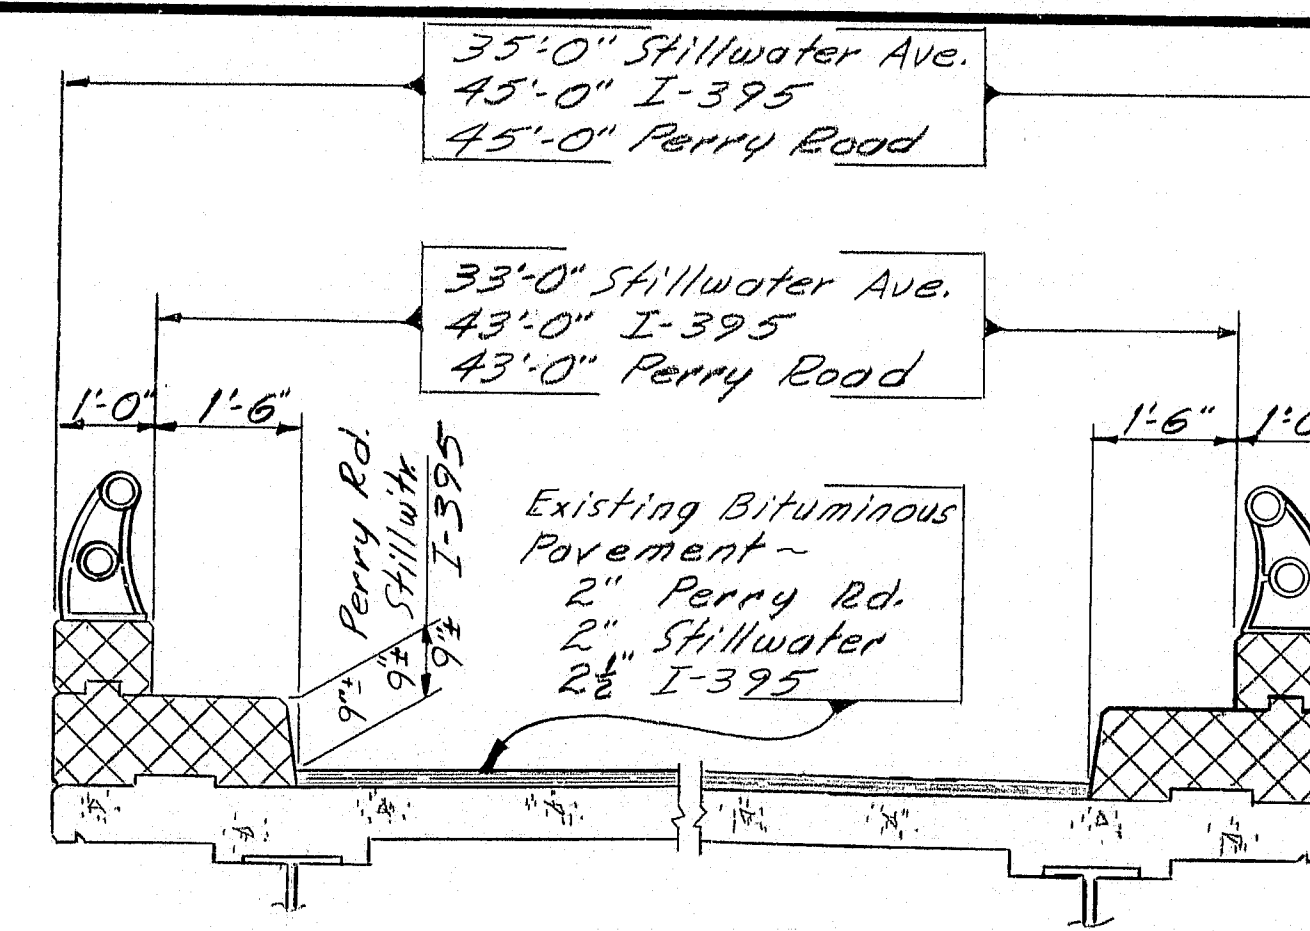 35'-0" Stillwater Ave.
45'-0" I-395
45'-0" Perry Road
33'-0" Stillwater Ave.
43'-0" I-395
43'-0" Perry Road
1'-0" 1'-6"
1'-6" 1'-0
9"± Perry Rd.
9"± Stillwtr.
9"± I-395
Existing Bituminous
Pavement ~
2" Perry Rd.
2" Stillwater
2½" I-395